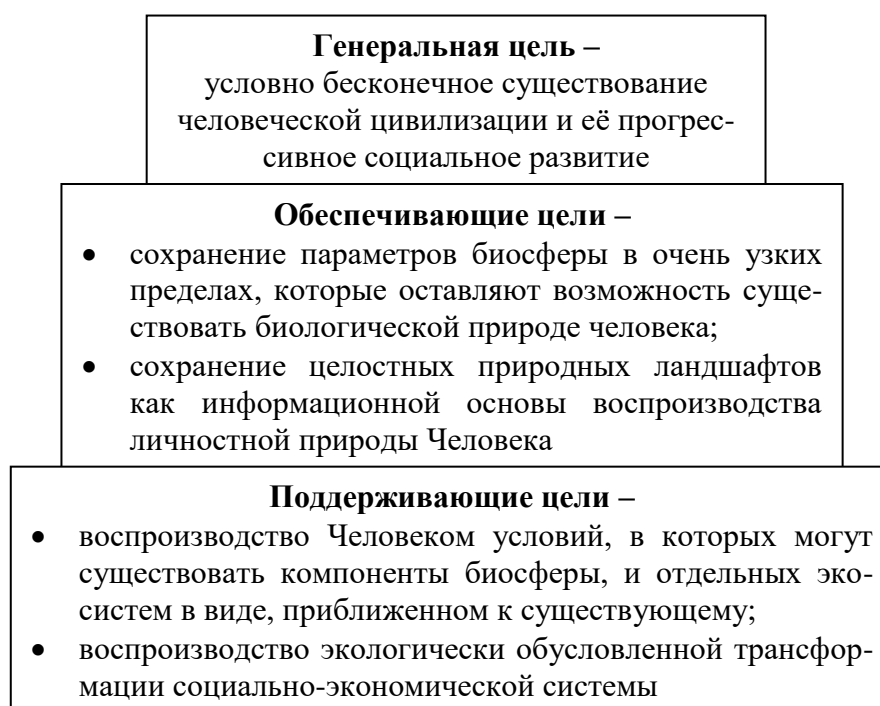 Генеральная цель –
условно бесконечное существование
человеческой цивилизации и её прогрес-
сивное социальное развитие
Обеспечивающие цели –
• сохранение параметров биосферы в очень узких
пределах, которые оставляют возможность суще-
ствовать биологической природе человека;
• сохранение целостных природных ландшафтов
как информационной основы воспроизводства
личностной природы Человека
Поддерживающие цели –
• воспроизводство Человеком условий, в которых могут
существовать компоненты биосферы, и отдельных эко-
систем в виде, приближенном к существующему;
• воспроизводство экологически обусловленной трансфор-
мации социально-экономической системы